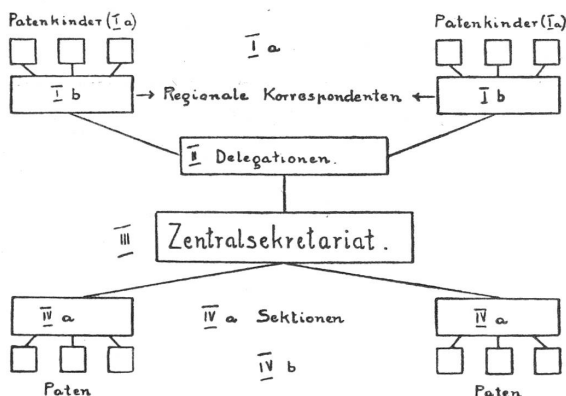 Patenkinder (I a)
Patenkinder (I a)
I a
I b → Regionale Korrespondenten ← I b
II Delegationen.
III Zentralsekretariat.
IV a
IV a Sektionen
IV a
IV b
Paten
Paten